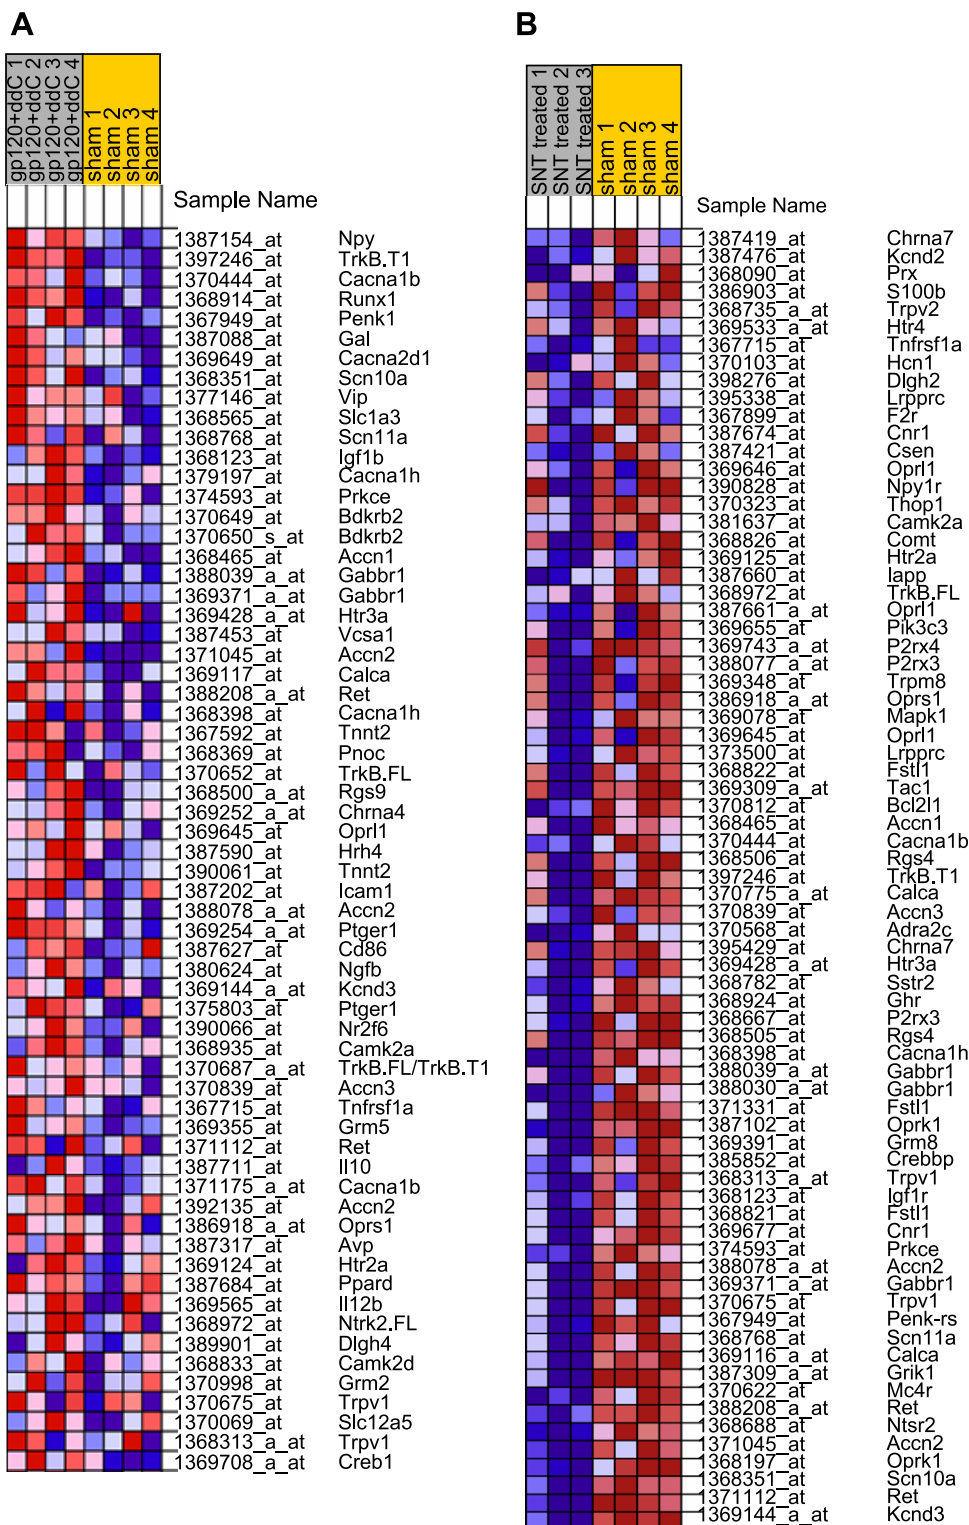 A
gp120+ddC 1
gp120+ddC 2
gp120+ddC 3
gp120+ddC 4
sham 1
sham 2
sham 3
sham 4
Sample Name
1387154_at Npy
1397246_at TrkB.T1
1370444_at Cacna1b
1368914_at Runx1
1367949_at Penk1
1387088_at Gal
1369649_at Cacna2d1
1368351_at Scn10a
1377146_at Vip
1368565_at Slc1a3
1368768_at Scn11a
1368123_at Igf1b
1379197_at Cacna1h
1374593_at Prkce
1370649_at Bdkrb2
1370650_s_at Bdkrb2
1368465_at Accn1
1388039_a_at Gabbr1
1369371_a_at Gabbr1
1369428_a_at Htr3a
1387453_at Vcsa1
1371045_at Accn2
1369117_at Calca
1388208_a_at Ret
1368398_at Cacna1h
1367592_at Tnnt2
1368369_at Pnoc
1370652_at TrkB.FL
1368500_a_at Rgs9
1369252_a_at Chrna4
1369645_at Oprl1
1387590_at Hrh4
1390061_at Tnnt2
1387202_at Icam1
1388078_a_at Accn2
1369254_a_at Ptger1
1387627_at Cd86
1380624_at Ngfb
1369144_a_at Kcnd3
1375803_at Ptger1
1390066_at Nr2f6
1368935_at Camk2a
1370687_a_at TrkB.FL/TrkB.T1
1370839_at Accn3
1367715_at Tnfrsf1a
1369355_at Grm5
1371112_at Ret
1387711_at Il10
1371175_a_at Cacna1b
1392135_at Accn2
1386918_a_at Oprs1
1387317_at Avp
1369124_at Htr2a
1387684_at Ppard
1369565_at Il12b
1368972_at Ntrk2.FL
1389901_at Dlgh4
1368833_at Camk2d
1370998_at Grm2
1370675_at Trpv1
1370069_at Slc12a5
1368313_a_at Trpv1
1369708_a_at Creb1
B
SNT treated 1
SNT treated 2
SNT treated 3
sham 1
sham 2
sham 3
sham 4
Sample Name
1387419_at Chrna7
1387476_at Kcnd2
1368090_at Prx
1386903_at S100b
1368735_a_at Trpv2
1369533_a_at Htr4
1367715_at Tnfrsf1a
1370103_at Hcn1
1398276_at Dlgh2
1395338_at Lrpprc
1367899_at F2r
1387674_at Cnr1
1387421_at Csen
1369646_at Oprl1
1390828_at Npy1r
1370323_at Thop1
1381637_at Camk2a
1368826_at Comt
1369125_at Htr2a
1387660_at Iapp
1368972_at TrkB.FL
1387661_a_at Oprl1
1369655_at Pik3c3
1369743_a_at P2rx4
1388077_a_at P2rx3
1369348_at Trpm8
1386918_a_at Oprs1
1369078_at Mapk1
1369645_at Oprl1
1373500_at Lrpprc
1368822_at Fstl1
1369309_a_at Tac1
1370812_at Bcl2l1
1368465_at Accn1
1370444_at Cacna1b
1368506_at Rgs4
1397246_at TrkB.T1
1370775_a_at Calca
1370839_at Accn3
1370568_at Adra2c
1395429_at Chrna7
1369428_a_at Htr3a
1368782_at Sstr2
1368924_at Ghr
1368667_at P2rx3
1368505_at Rgs4
1368398_at Cacna1h
1388039_a_at Gabbr1
1388030_a_at Gabbr1
1371331_at Fstl1
1387102_at Oprk1
1369391_at Grm8
1385852_at Crebbp
1368313_a_at Trpv1
1368123_at Igf1r
1368821_at Fstl1
1369677_at Cnr1
1374593_at Prkce
1388078_a_at Accn2
1369371_a_at Gabbr1
1370675_at Trpv1
1367949_at Penk-rs
1368768_at Scn11a
1369116_a_at Calca
1387309_a_at Grik1
1370622_at Mc4r
1388208_a_at Ret
1368688_at Ntsr2
1371045_at Accn2
1368197_at Oprk1
1368351_at Scn10a
1371112_at Ret
1369144_a_at Kcnd3